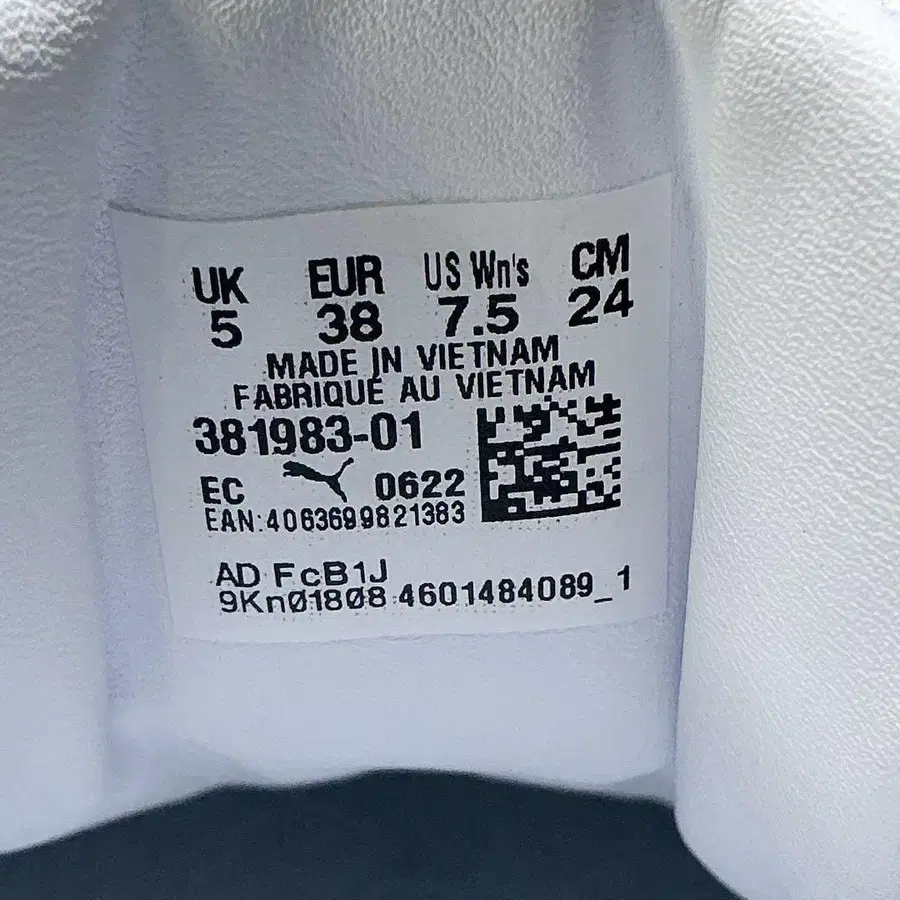 UK EUR US Wn's CM
5 38 7.5 24
MADE IN VIETNAM
FABRIQUE AU VIETNAM
381983-01
EC 0622
EAN:4063699821383
AD FcB1J
9KnØ18Ø8 4601484089_1